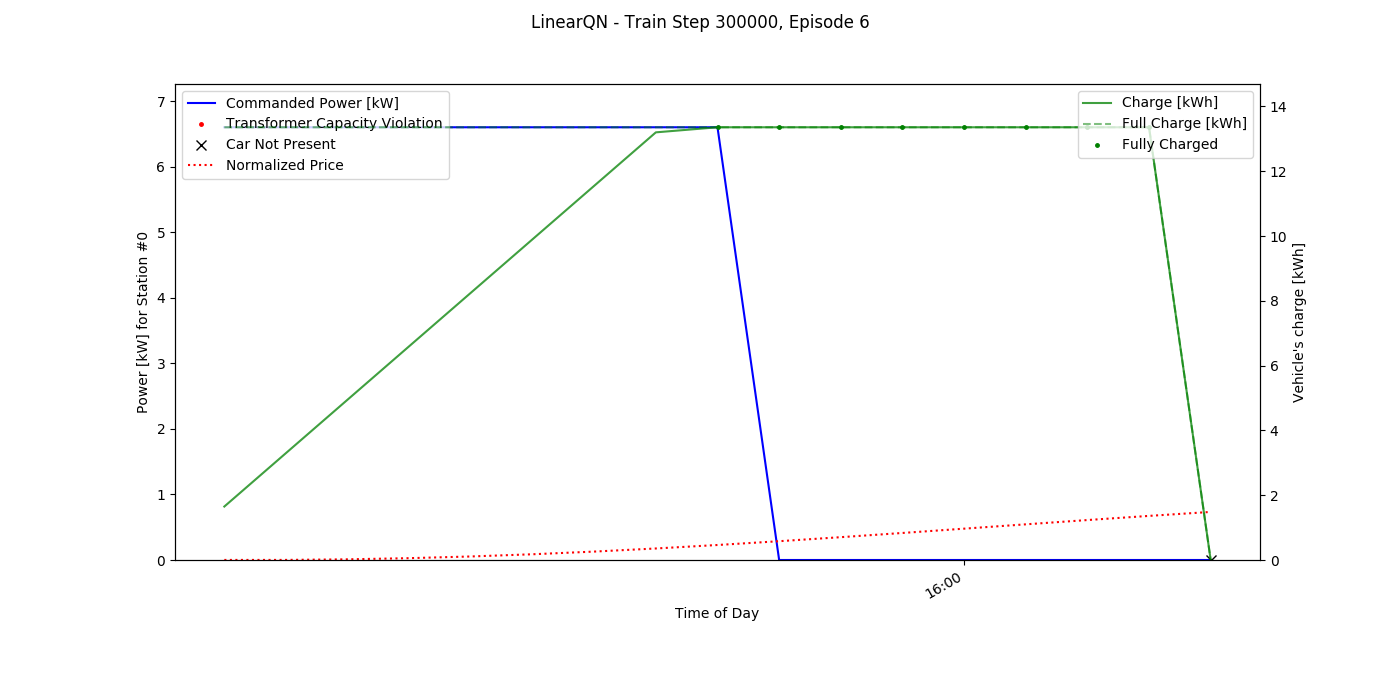 LinearQN - Train Step 300000, Episode 6
Commanded Power [kW]
Transformer Capacity Violation
Car Not Present
Normalized Price
Charge [kWh]
Full Charge [kWh]
Fully Charged
Power [kW] for Station #0
7
6
5
4
3
2
1
0
14
12
10
8
6
4
2
0
Vehicle's charge [kWh]
16:00
Time of Day